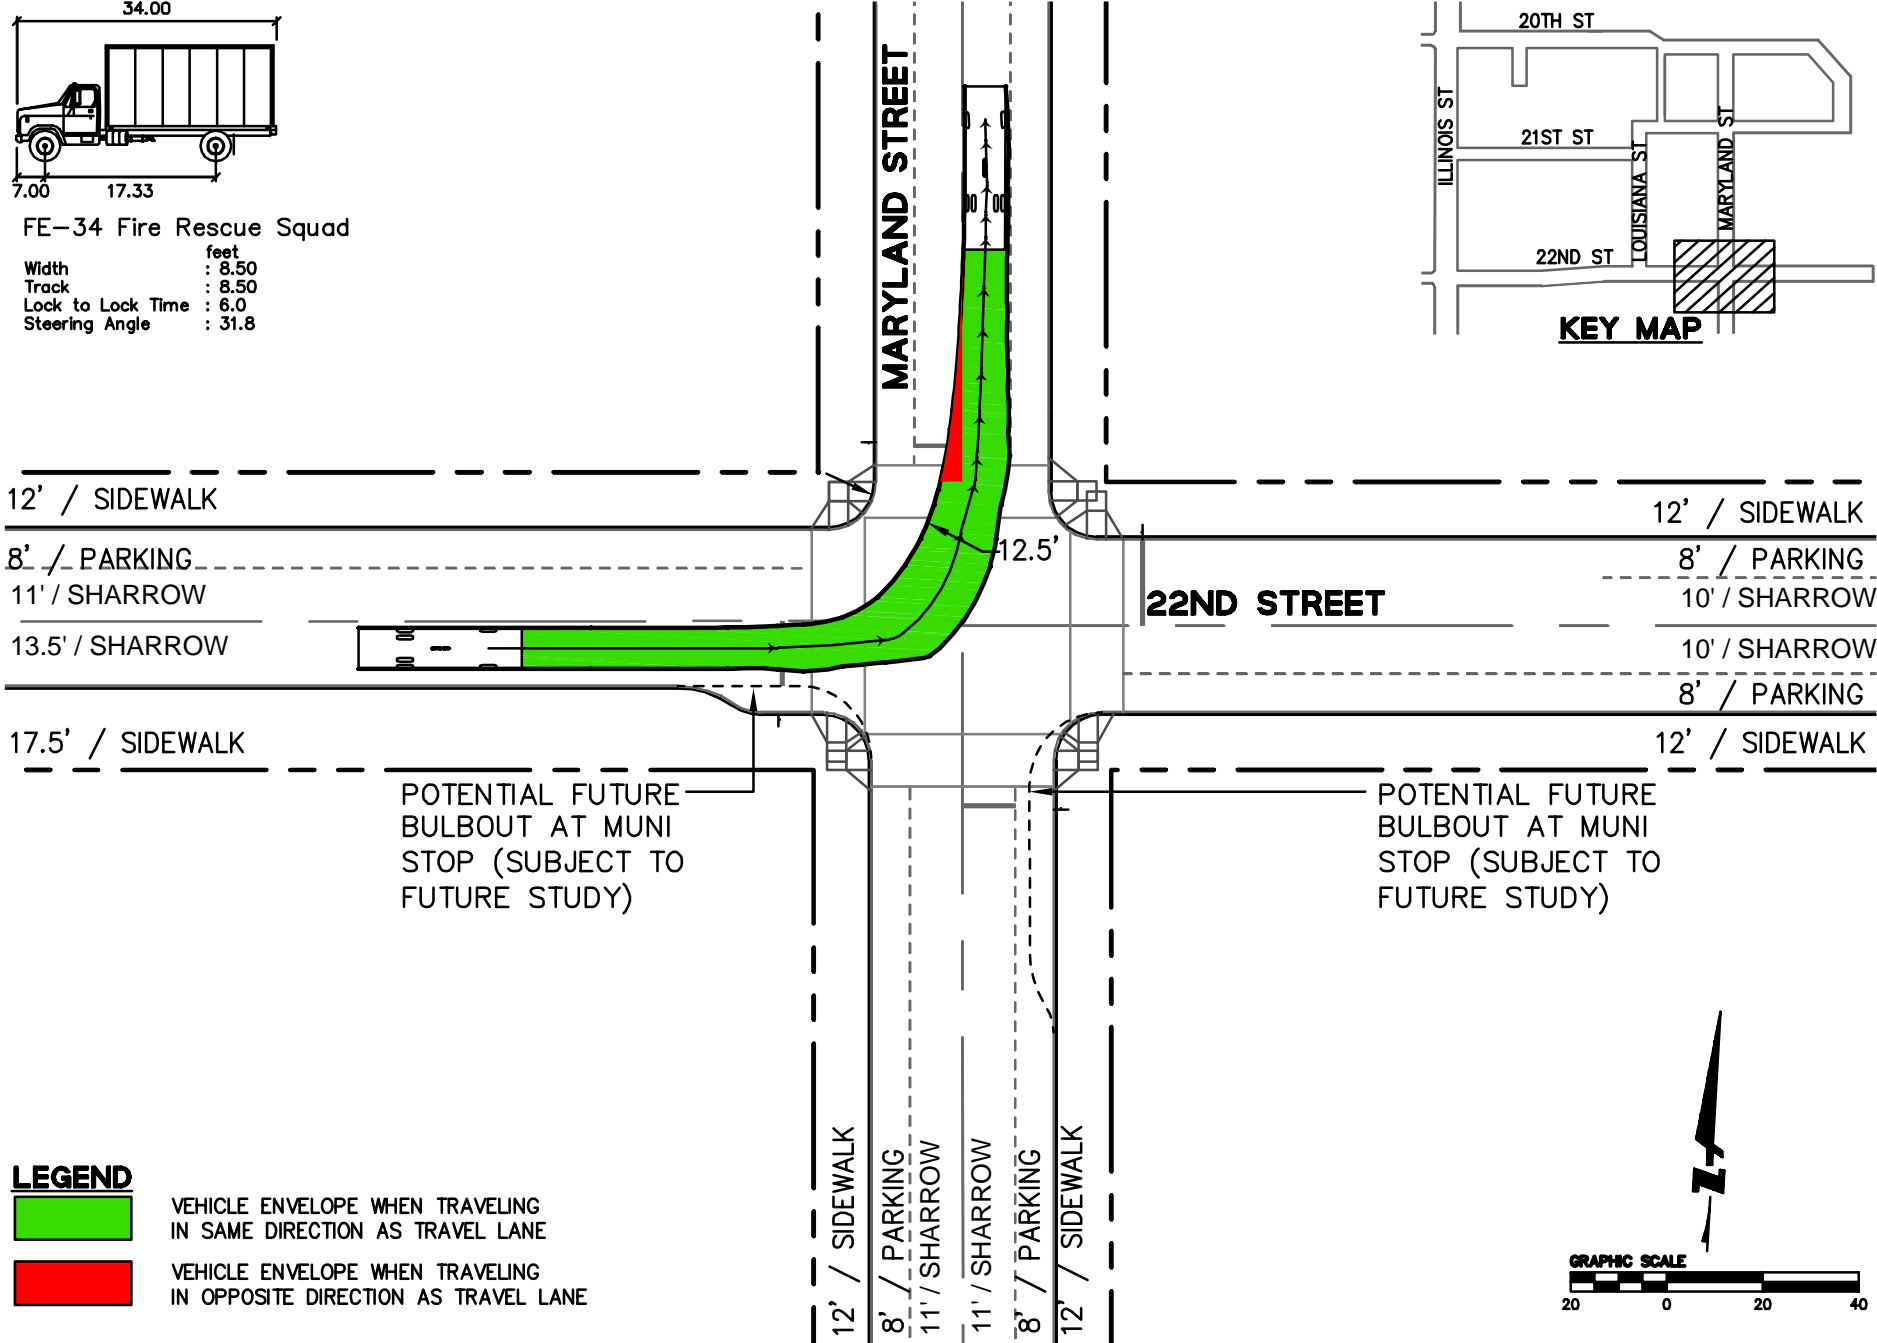 34.00
7.00
17.33
FE-34 Fire Rescue Squad
feet
Width : 8.50
Track : 8.50
Lock to Lock Time : 6.0
Steering Angle : 31.8
MARYLAND STREET
20TH ST
ILLINOIS ST
21ST ST
LOUISIANA ST
MARYLAND ST
22ND ST
KEY MAP
12' / SIDEWALK
8' / PARKING
11' / SHARROW
13.5' / SHARROW
17.5' / SIDEWALK
12.5'
22ND STREET
12' / SIDEWALK
8' / PARKING
10' / SHARROW
10' / SHARROW
8' / PARKING
12' / SIDEWALK
POTENTIAL FUTURE
BULBOUT AT MUNI
STOP (SUBJECT TO
FUTURE STUDY)
POTENTIAL FUTURE
BULBOUT AT MUNI
STOP (SUBJECT TO
FUTURE STUDY)
12' / SIDEWALK
8' / PARKING
11' / SHARROW
11' / SHARROW
8' / PARKING
12' / SIDEWALK
LEGEND
VEHICLE ENVELOPE WHEN TRAVELING
IN SAME DIRECTION AS TRAVEL LANE
VEHICLE ENVELOPE WHEN TRAVELING
IN OPPOSITE DIRECTION AS TRAVEL LANE
Z
GRAPHIC SCALE
20 0 20 40